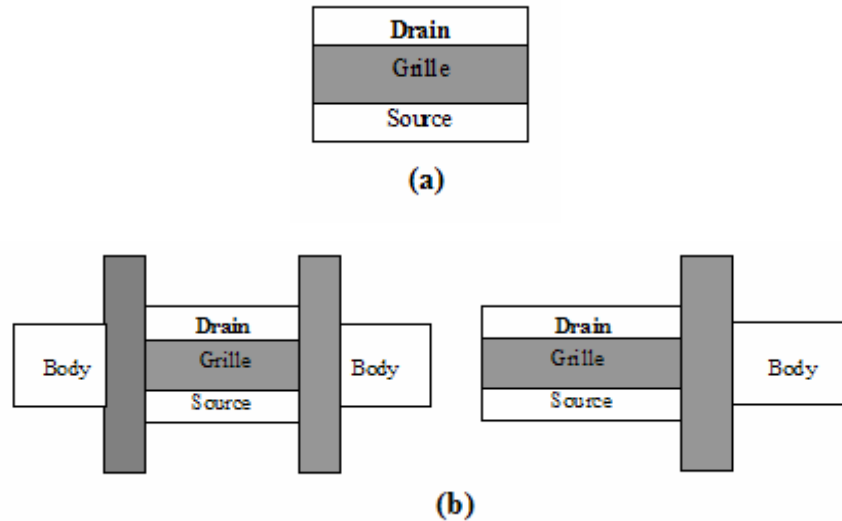 Drain
Grille
Source
(a)
Drain
Body Grille Body
Source
Drain
Grille Body
Source
(b)